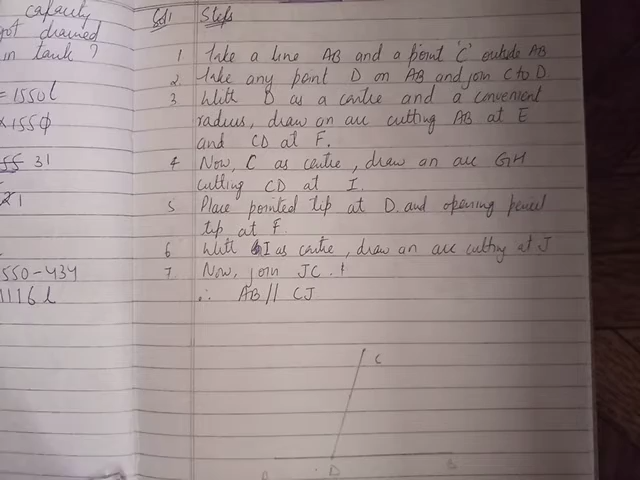 capacity
got drained
in tank ?
= 1550 l
x 1550
31
21
550 - 434
1116 l
Sol Steps
1 Take a line AB and a point 'C' outside AB
2 Take any point D on AB and join C to D
3 With D as a centre and a convenient
radius, draw an arc cutting AB at E
and CD at F.
4 Now, C as centre, draw an arc GH
cutting CD at I.
5 Place pointed tip at D and opening pencil
tip at F.
6 With I as centre, draw an arc cutting at J
7 Now, join JC.
∴ AB // CJ
C
D
B